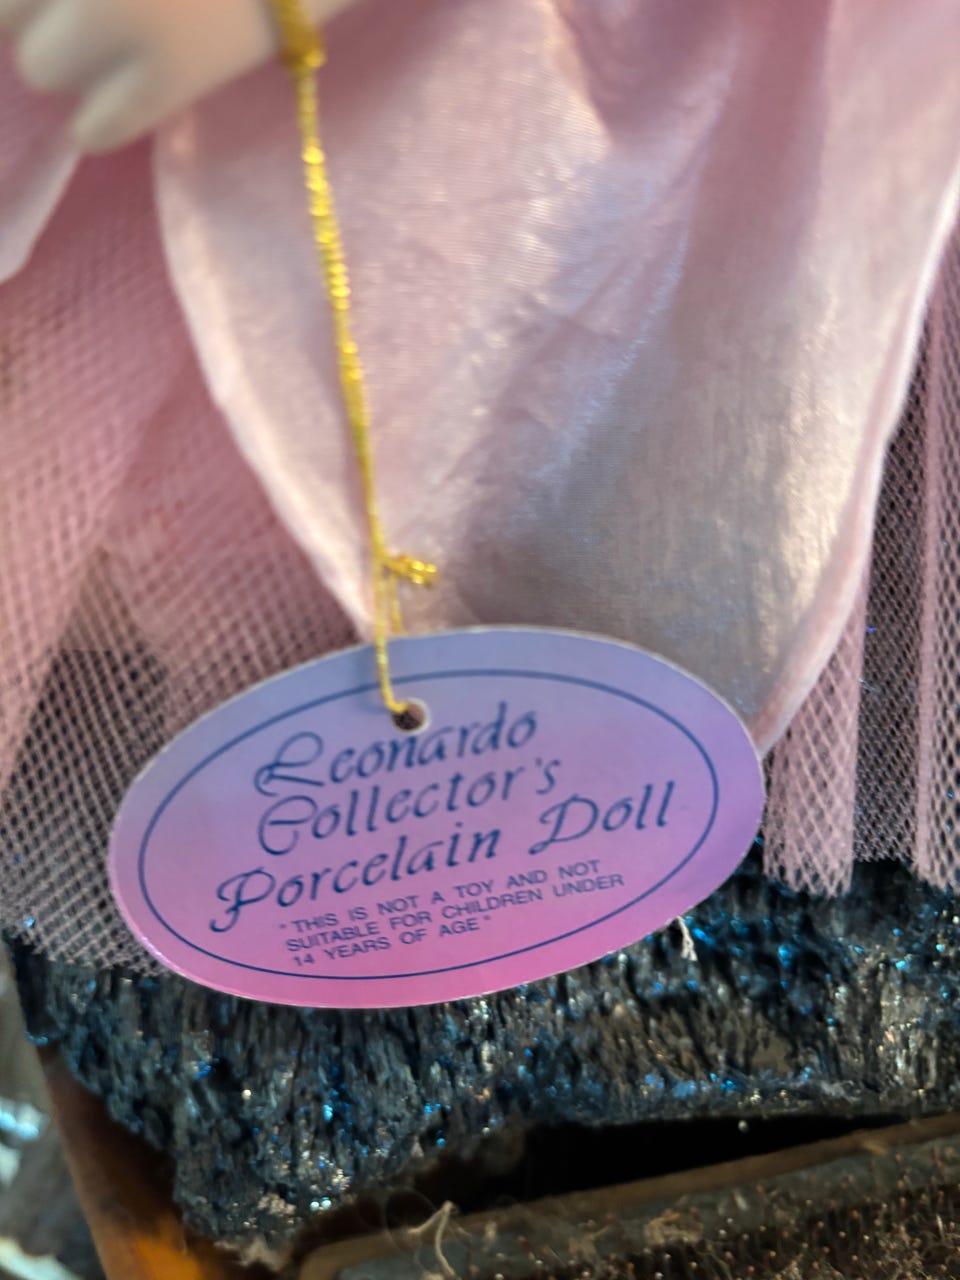 Leonardo
Collector's
Porcelain Doll
"THIS IS NOT A TOY AND NOT
SUITABLE FOR CHILDREN UNDER
14 YEARS OF AGE"